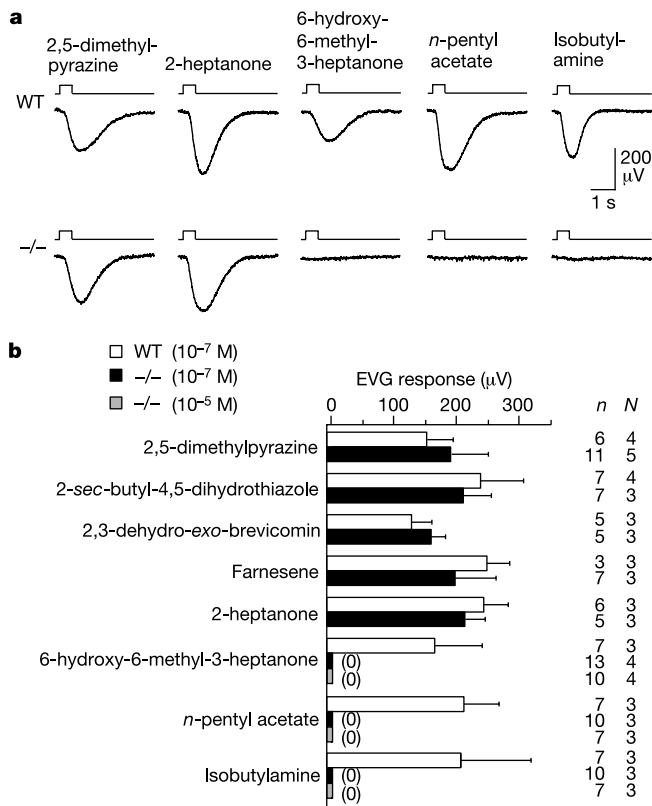 a
2,5-dimethyl-
pyrazine
2-heptanone
6-hydroxy-
6-methyl-
3-heptanone
n-pentyl
acetate
Isobutyl-
amine
WT
200
μV
1 s
–/–
b
WT (10⁻⁷ M)
–/– (10⁻⁷ M)
–/– (10⁻⁵ M)
EVG response (μV)
0 100 200 300 n N
2,5-dimethylpyrazine
6 4
11 5
2-sec-butyl-4,5-dihydrothiazole
7 4
7 3
2,3-dehydro-exo-brevicomin
5 3
5 3
Farnesene
3 3
7 3
2-heptanone
6 3
5 3
6-hydroxy-6-methyl-3-heptanone
7 3
(0) 13 4
(0) 10 4
n-pentyl acetate
7 3
(0) 10 3
(0) 7 3
Isobutylamine
7 3
(0) 10 3
(0) 7 3